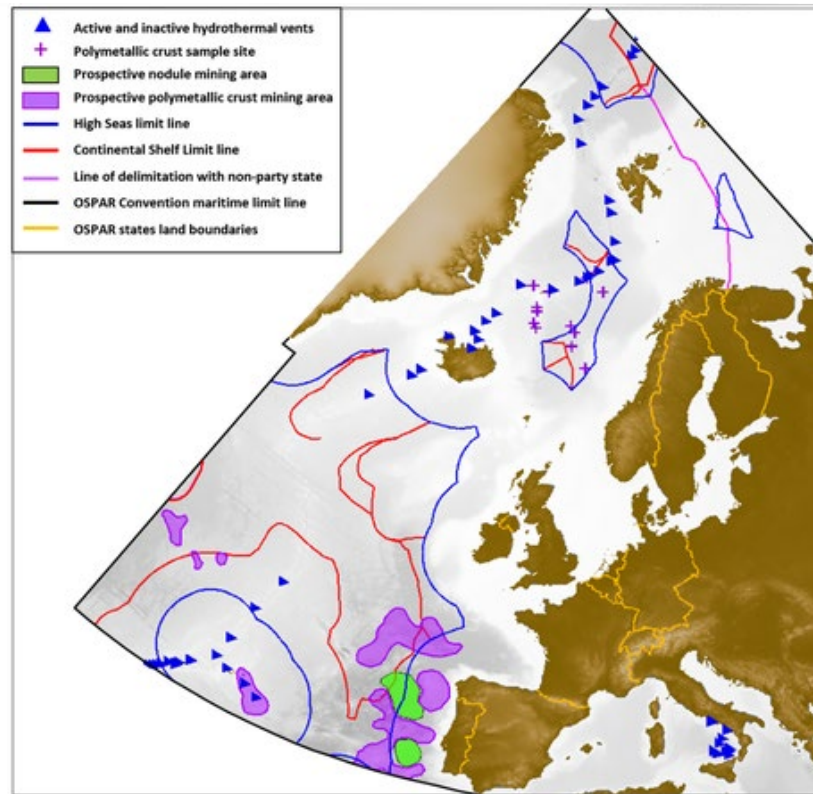 Active and inactive hydrothermal vents
Polymetallic crust sample site
Prospective nodule mining area
Prospective polymetallic crust mining area
High Seas limit line
Continental Shelf Limit line
Line of delimitation with non-party state
OSPAR Convention maritime limit line
OSPAR states land boundaries